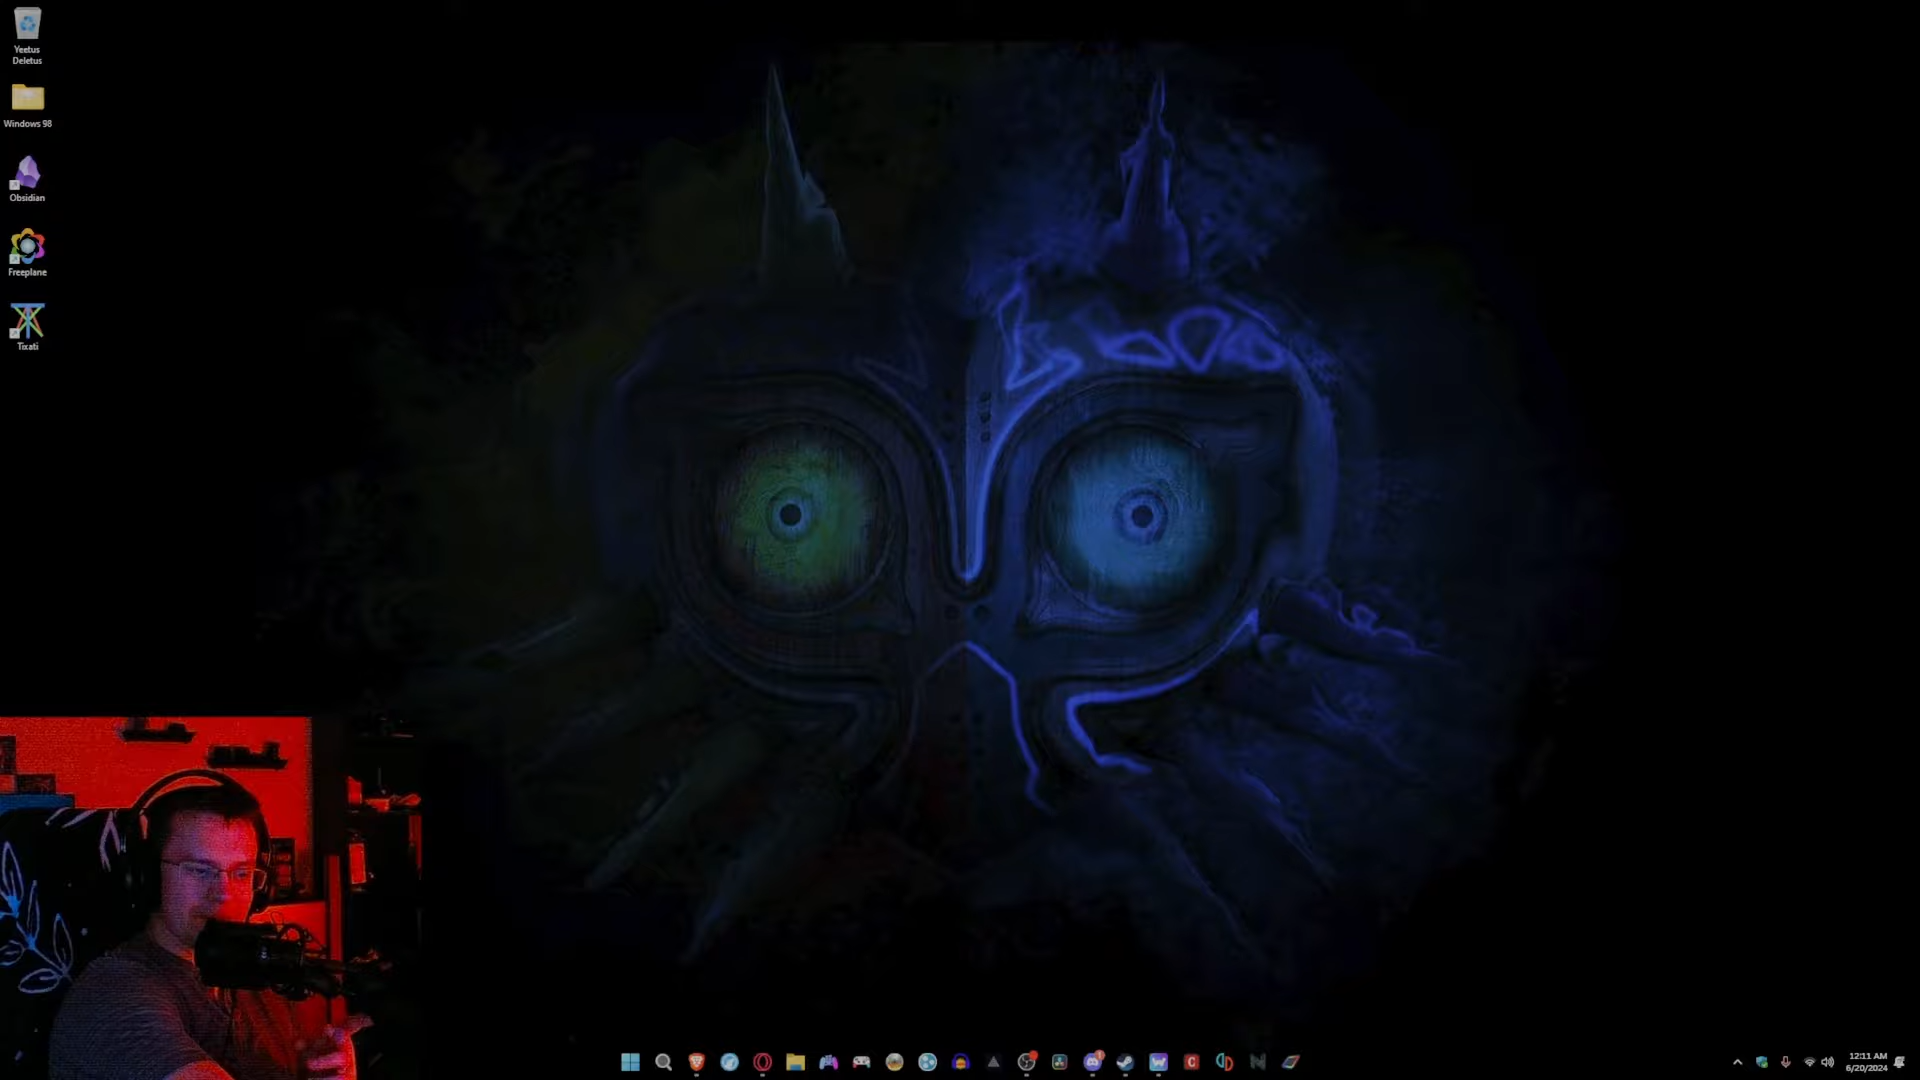 Yeetus
Deletus
Windows 98
Obsidian
Freeplane
Tixati
12:11 AM
6/20/2024